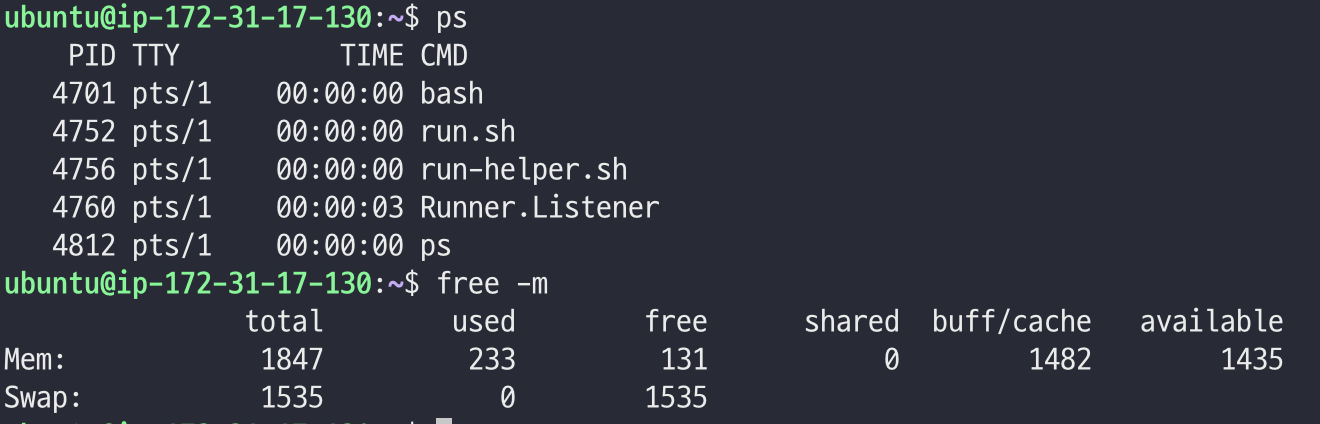 ubuntu@ip-172-31-17-130:~$ ps
    PID TTY          TIME CMD
   4701 pts/1    00:00:00 bash
   4752 pts/1    00:00:00 run.sh
   4756 pts/1    00:00:00 run-helper.sh
   4760 pts/1    00:00:03 Runner.Listener
   4812 pts/1    00:00:00 ps
ubuntu@ip-172-31-17-130:~$ free -m
               total        used        free      shared  buff/cache   available
Mem:            1847         233         131           0        1482        1435
Swap:           1535           0        1535